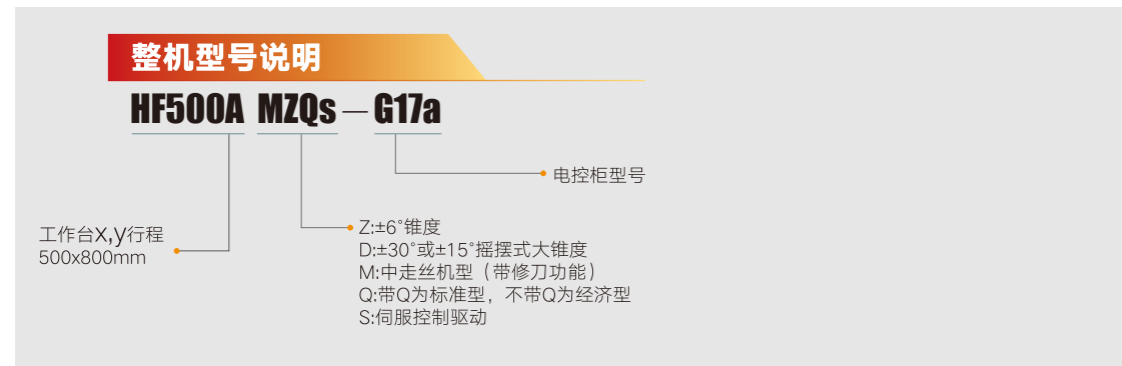 整机型号说明
HF500A MZQs—G17a
电控柜型号
工作台x,y行程
500x800mm
Z:±6°锥度
D:±30°或±15°摇摆式大锥度
M:中走丝机型（带修刀功能）
Q:带Q为标准型，不带Q为经济型
S:伺服控制驱动